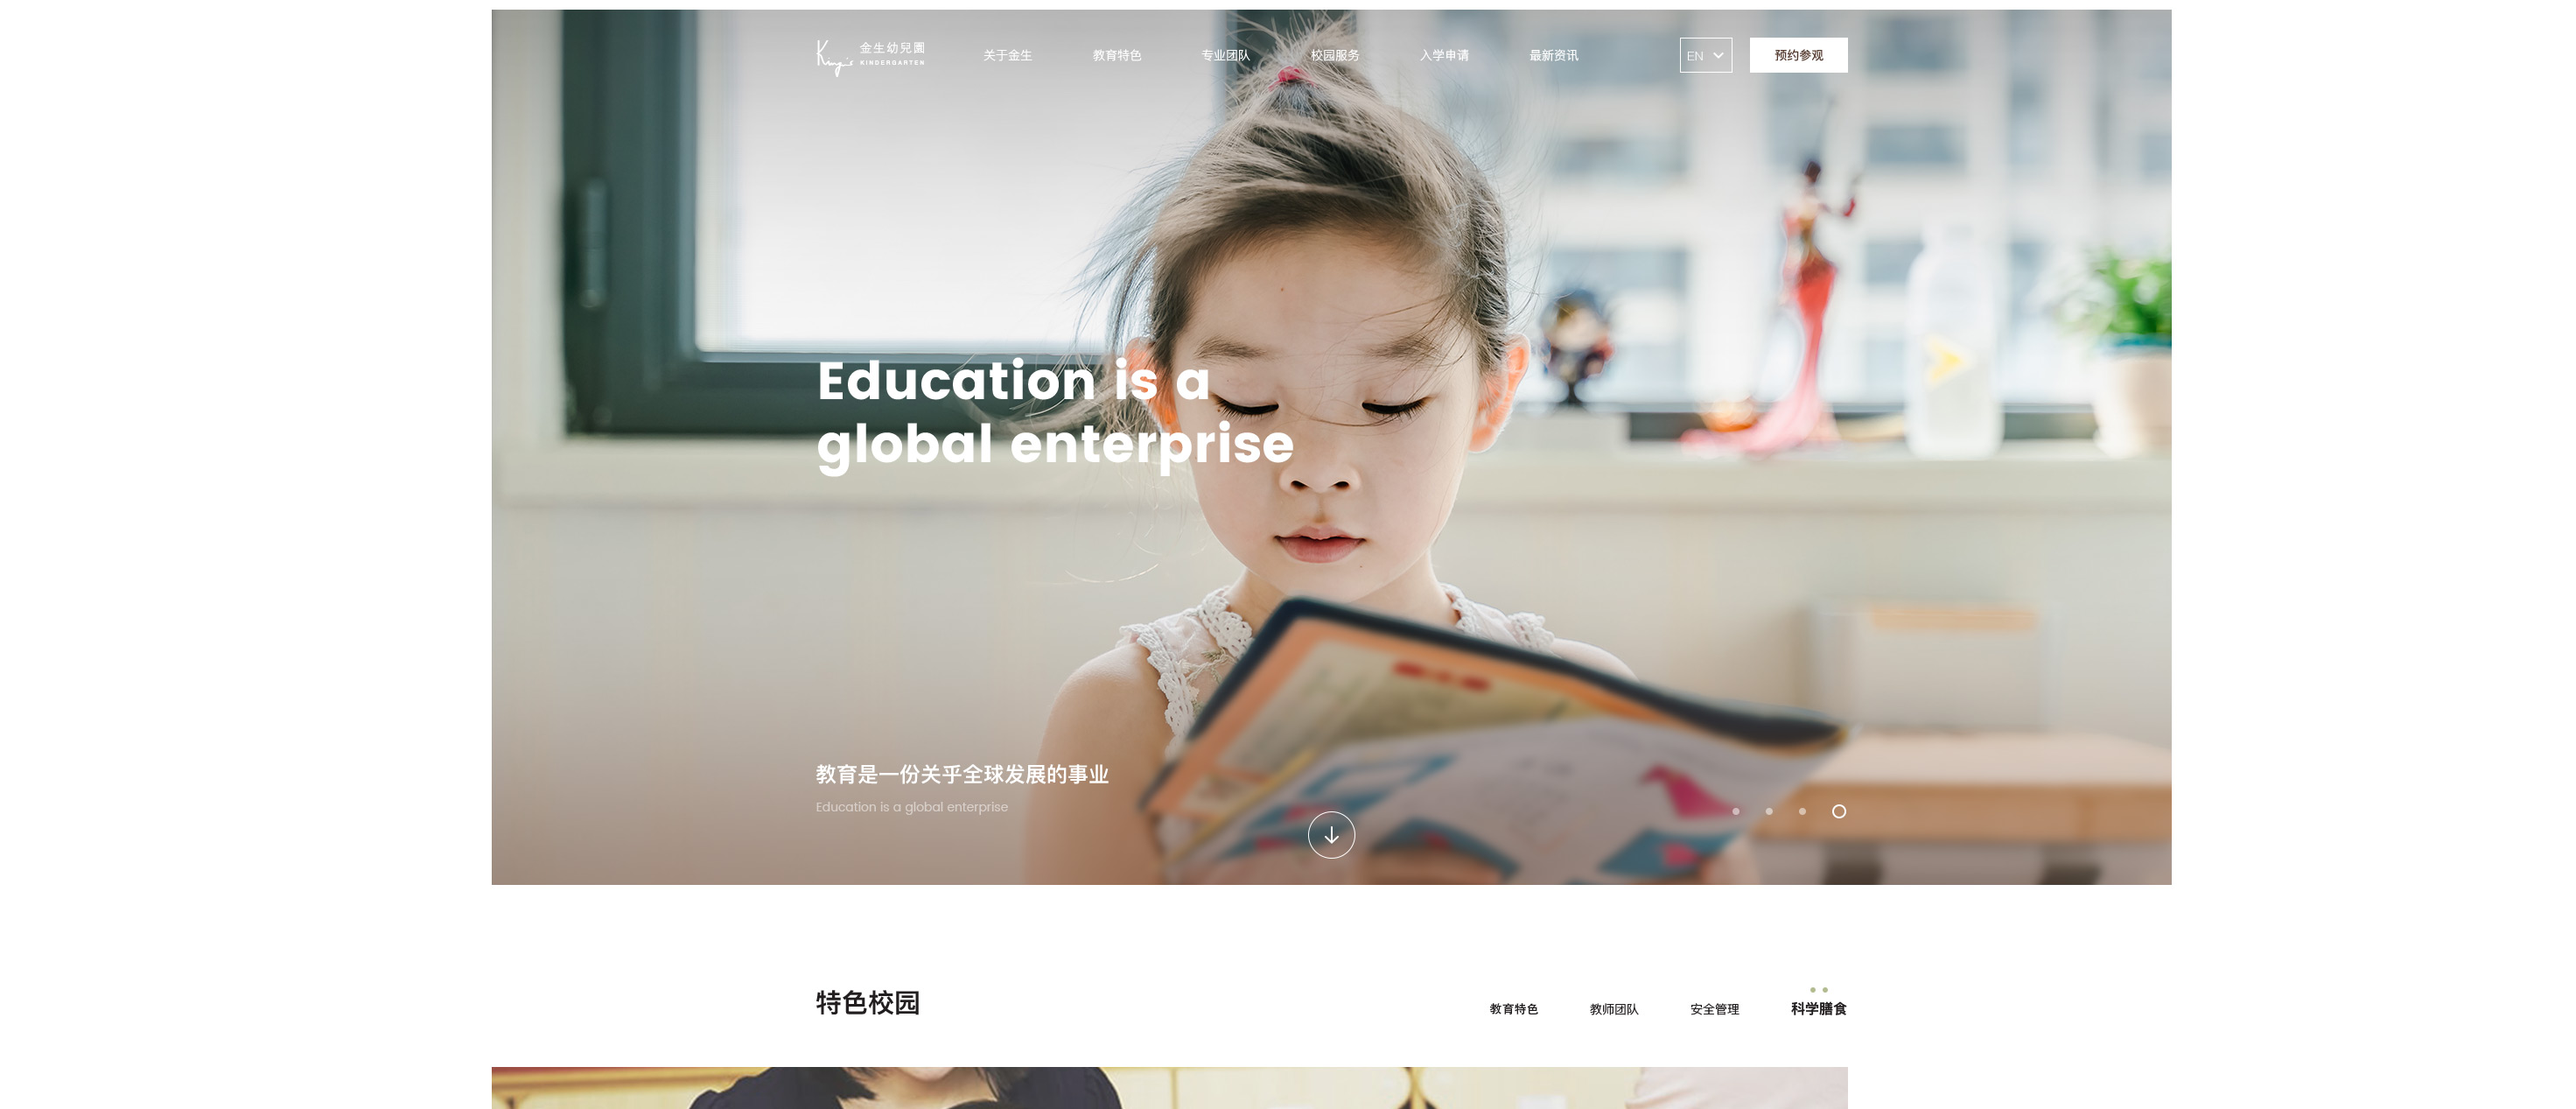 金生幼兒園
KINDERGARTEN
关于金生
教育特色
专业团队
校园服务
入学申请
最新资讯
EN
预约参观
Education is a
global enterprise
教育是一份关乎全球发展的事业
Education is a global enterprise
特色校园
教育特色
教师团队
安全管理
科学膳食